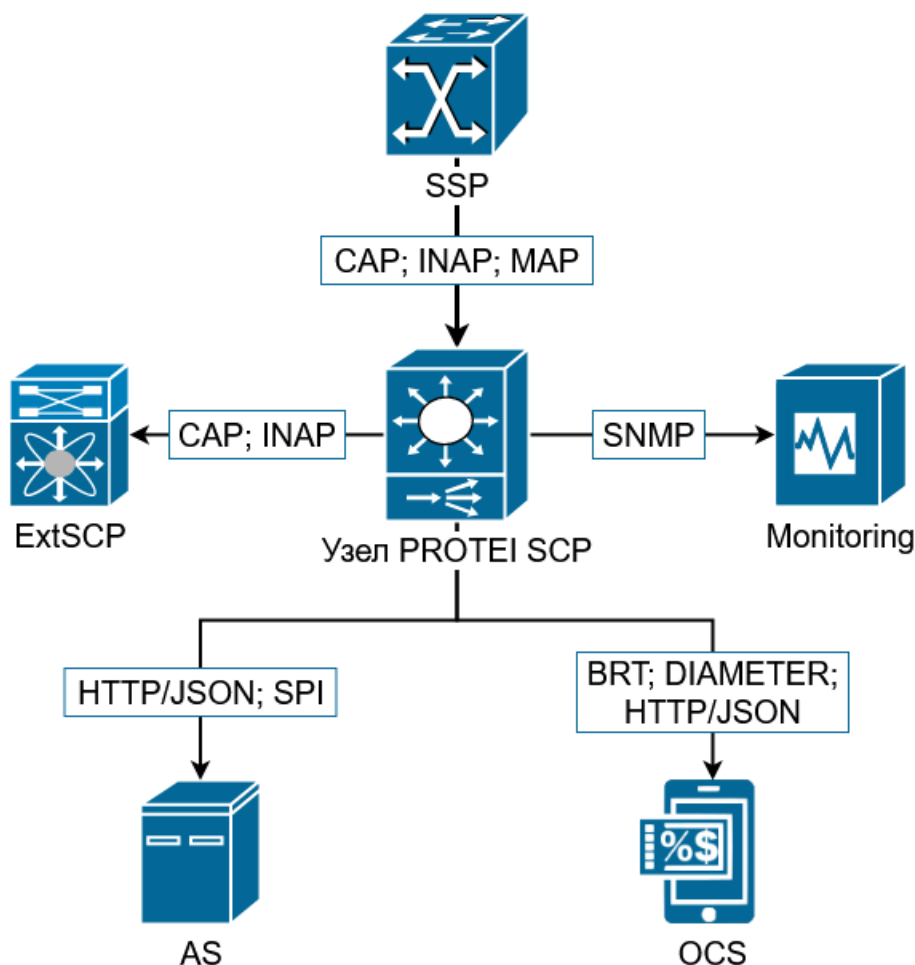 SSP
CAP; INAP; MAP
CAP; INAP
SNMP
ExtSCP
Узел PROTEI SCP
Monitoring
HTTP/JSON; SPI
BRT; DIAMETER;
HTTP/JSON
%$
AS
OCS